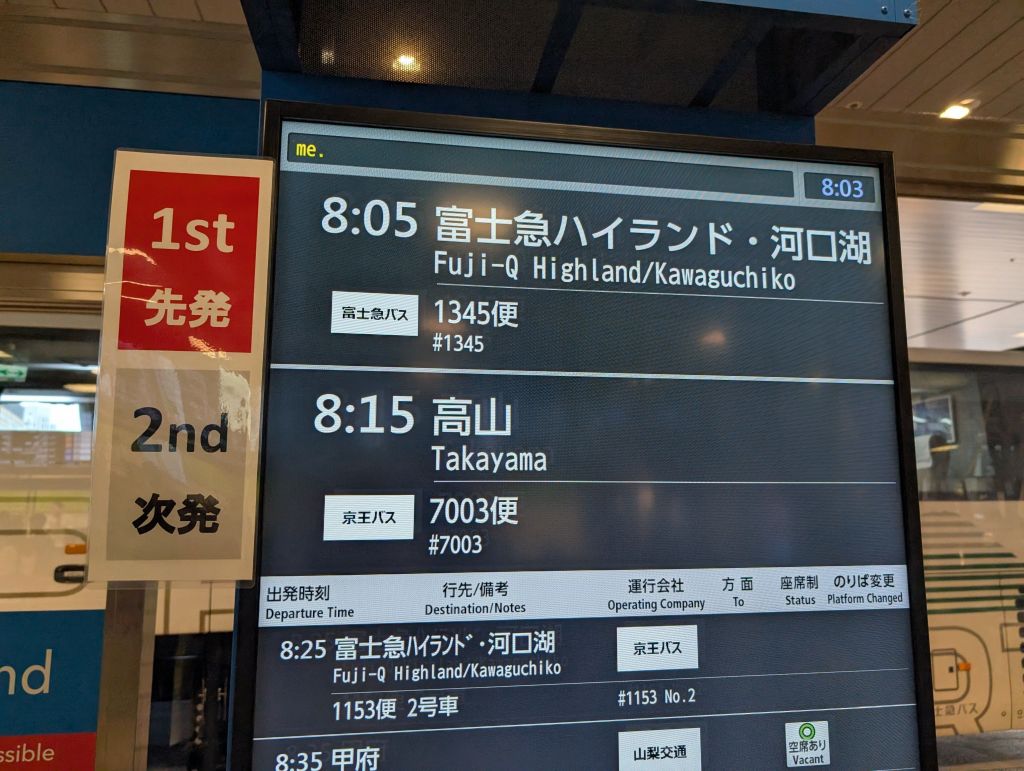 me.
8:03
1st
先発
2nd
次発
8:05 富士急ハイランド・河口湖
Fuji-Q Highland/Kawaguchiko
富士急バス 1345便
#1345
8:15 高山
Takayama
京王バス 7003便
#7003
出発時刻 行先/備考 運行会社 方面 座席制 のりば変更
Departure Time Destination/Notes Operating Company To Status Platform Changed
8:25 富士急ハイランド・河口湖 京王バス
Fuji-Q Highland/Kawaguchiko
1153便 2号車 #1153 No.2
8:35 甲府 山梨交通 空席あり
Vacant
nd
ssible
士急バス